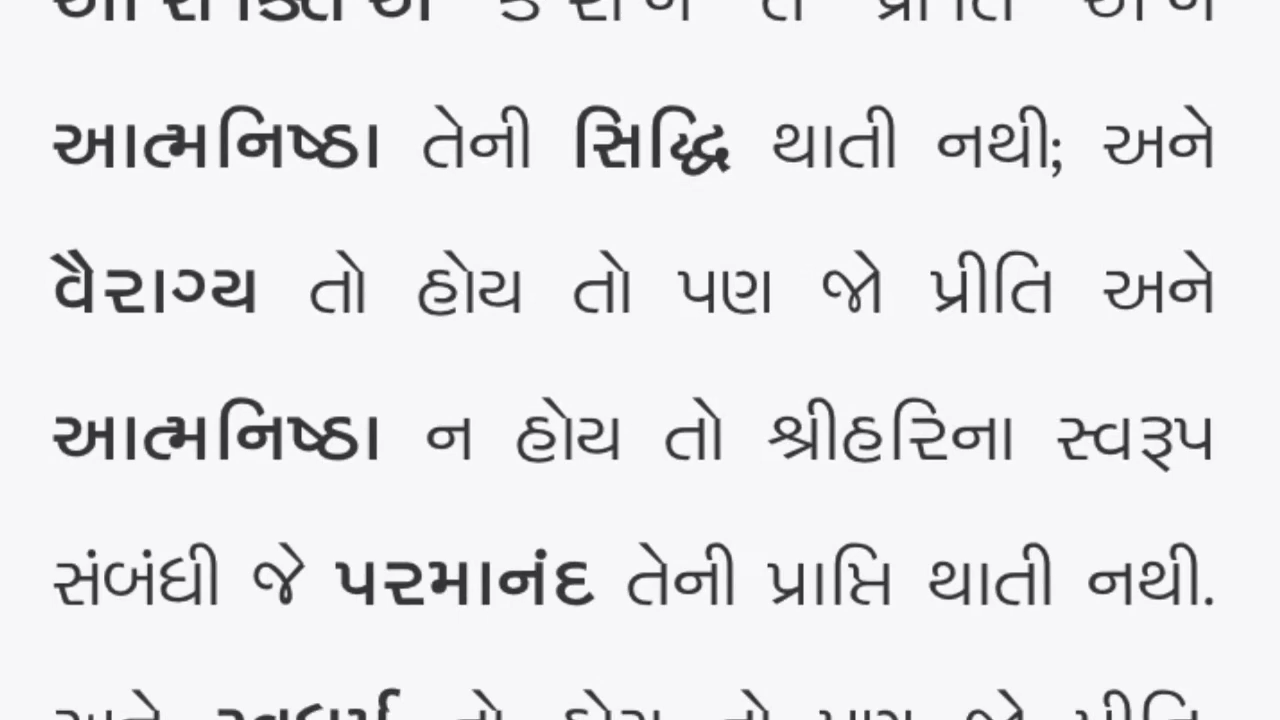 આત્મનિષ્ઠા તેની સિદ્ધિ થાતી નથી; અને
વૈરાગ્ય તો હોય તો પણ જો પ્રીતિ અને
આત્મનિષ્ઠા ન હોય તો શ્રીહરિના સ્વરૂપ
સંબંધી જે પરમાનંદ તેની પ્રાપ્તિ થાતી નથી.